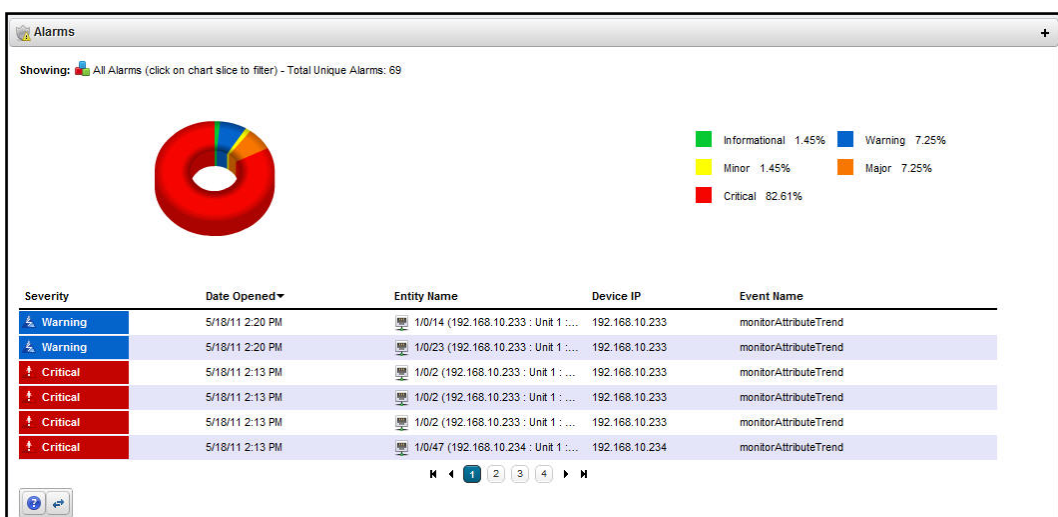 Alarms +
Showing: All Alarms (click on chart slice to filter) - Total Unique Alarms: 69
Informational 1.45% Warning 7.25%
Minor 1.45% Major 7.25%
Critical 82.61%
Severity Date Opened Entity Name Device IP Event Name
Warning 5/18/11 2:20 PM 1/0/14 (192.168.10.233 : Unit 1 :... 192.168.10.233 monitorAttributeTrend
Warning 5/18/11 2:20 PM 1/0/23 (192.168.10.233 : Unit 1 :... 192.168.10.233 monitorAttributeTrend
Critical 5/18/11 2:13 PM 1/0/2 (192.168.10.233 : Unit 1 : ... 192.168.10.233 monitorAttributeTrend
Critical 5/18/11 2:13 PM 1/0/2 (192.168.10.233 : Unit 1 : ... 192.168.10.233 monitorAttributeTrend
Critical 5/18/11 2:13 PM 1/0/2 (192.168.10.233 : Unit 1 : ... 192.168.10.233 monitorAttributeTrend
Critical 5/18/11 2:13 PM 1/0/47 (192.168.10.234 : Unit 1 :... 192.168.10.234 monitorAttributeTrend
1 2 3 4
?